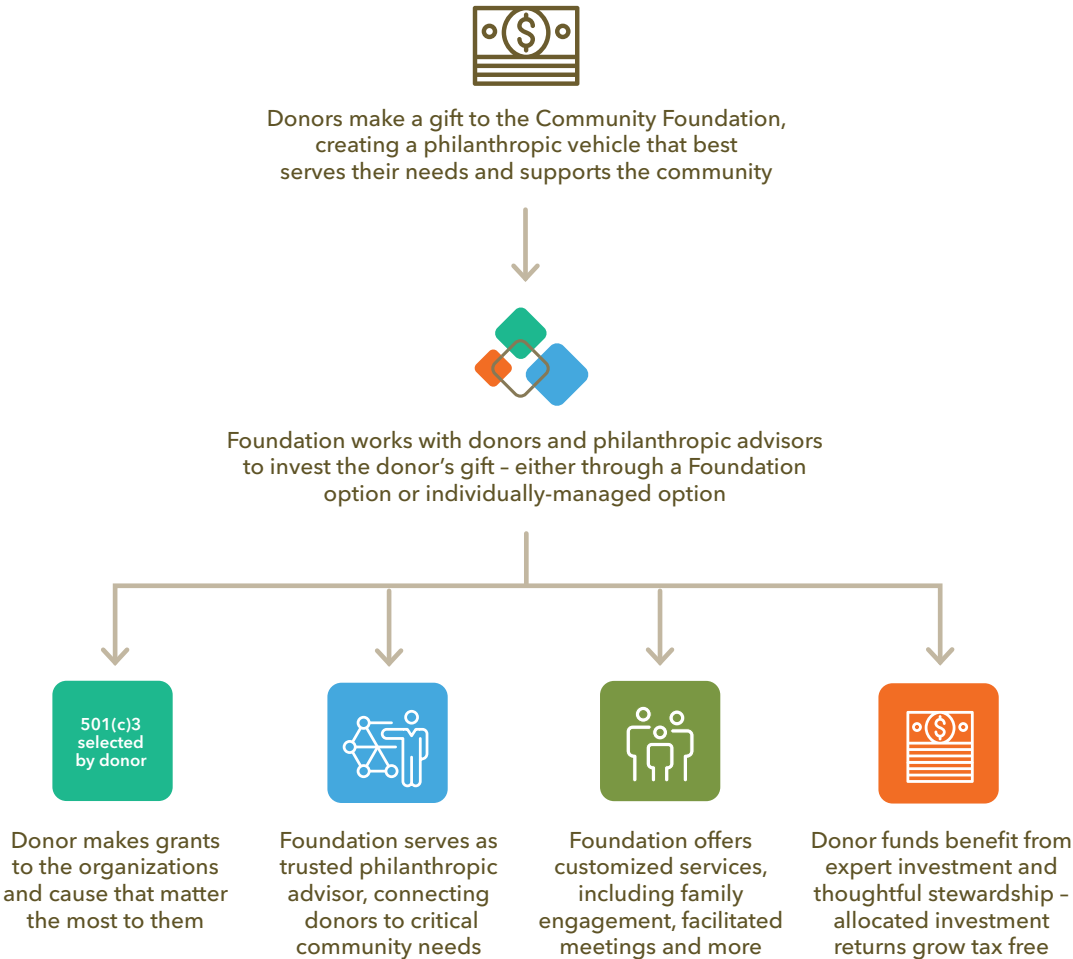 $
Donors make a gift to the Community Foundation,
creating a philanthropic vehicle that best
serves their needs and supports the community
Foundation works with donors and philanthropic advisors
to invest the donor’s gift – either through a Foundation
option or individually-managed option
501(c)3
selected
by donor
Donor makes grants
to the organizations
and cause that matter
the most to them
Foundation serves as
trusted philanthropic
advisor, connecting
donors to critical
community needs
Foundation offers
customized services,
including family
engagement, facilitated
meetings and more
$
Donor funds benefit from
expert investment and
thoughtful stewardship –
allocated investment
returns grow tax free